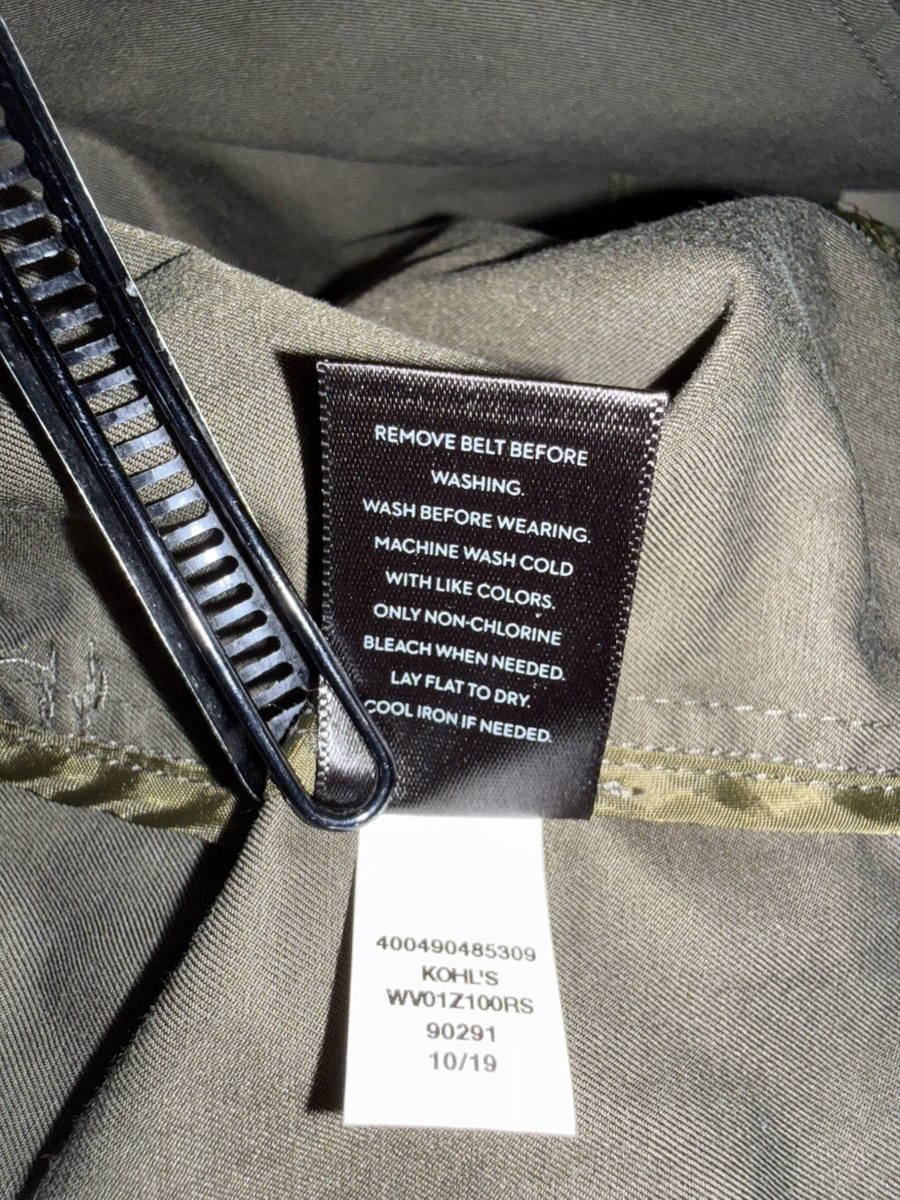 REMOVE BELT BEFORE
WASHING.
WASH BEFORE WEARING.
MACHINE WASH COLD
WITH LIKE COLORS.
ONLY NON-CHLORINE
BLEACH WHEN NEEDED.
LAY FLAT TO DRY.
COOL IRON IF NEEDED.
400490485309
KOHL'S
WV01Z100RS
90291
10/19